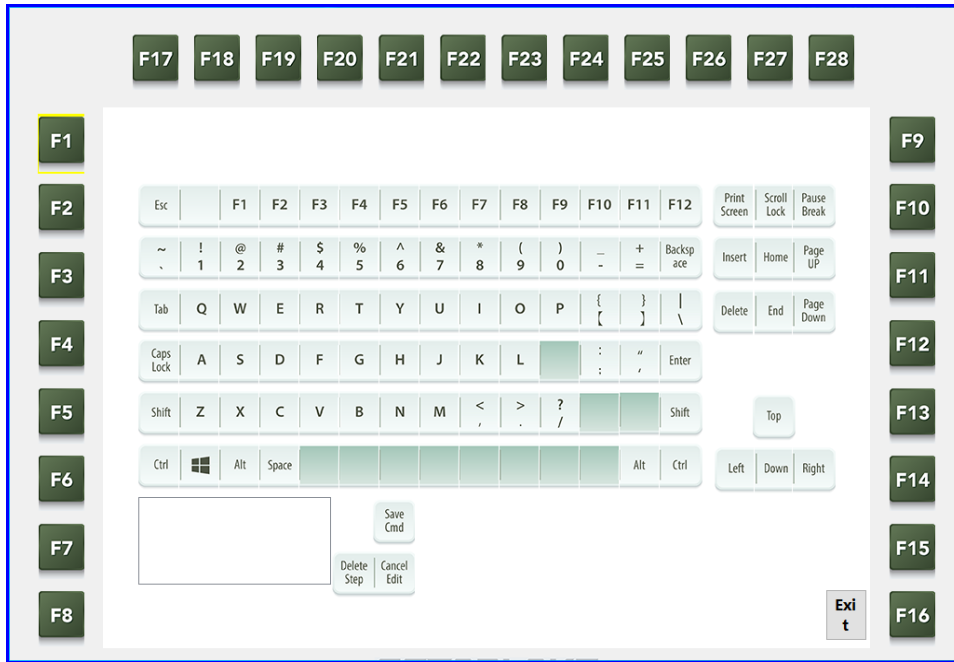 F17 F18 F19 F20 F21 F22 F23 F24 F25 F26 F27 F28
F1
F2
F3
F4
F5
F6
F7
F8
Esc F1 F2 F3 F4 F5 F6 F7 F8 F9 F10 F11 F12
~ ! @ # $ % ^ & * ( ) _ + Backsp
` 1 2 3 4 5 6 7 8 9 0 - = ace
Tab Q W E R T Y U I O P { } |
【 】 \
Caps
Lock A S D F G H J K L : " Enter
; '
Shift Z X C V B N M < > ? Shift
, . /
Ctrl Alt Space Alt Ctrl
Print
Screen
Scroll
Lock
Pause
Break
Insert Home Page
UP
Delete End Page
Down
Top
Left Down Right
Save
Cmd
Delete
Step
Cancel
Edit
Exi
t
F9
F10
F11
F12
F13
F14
F15
F16